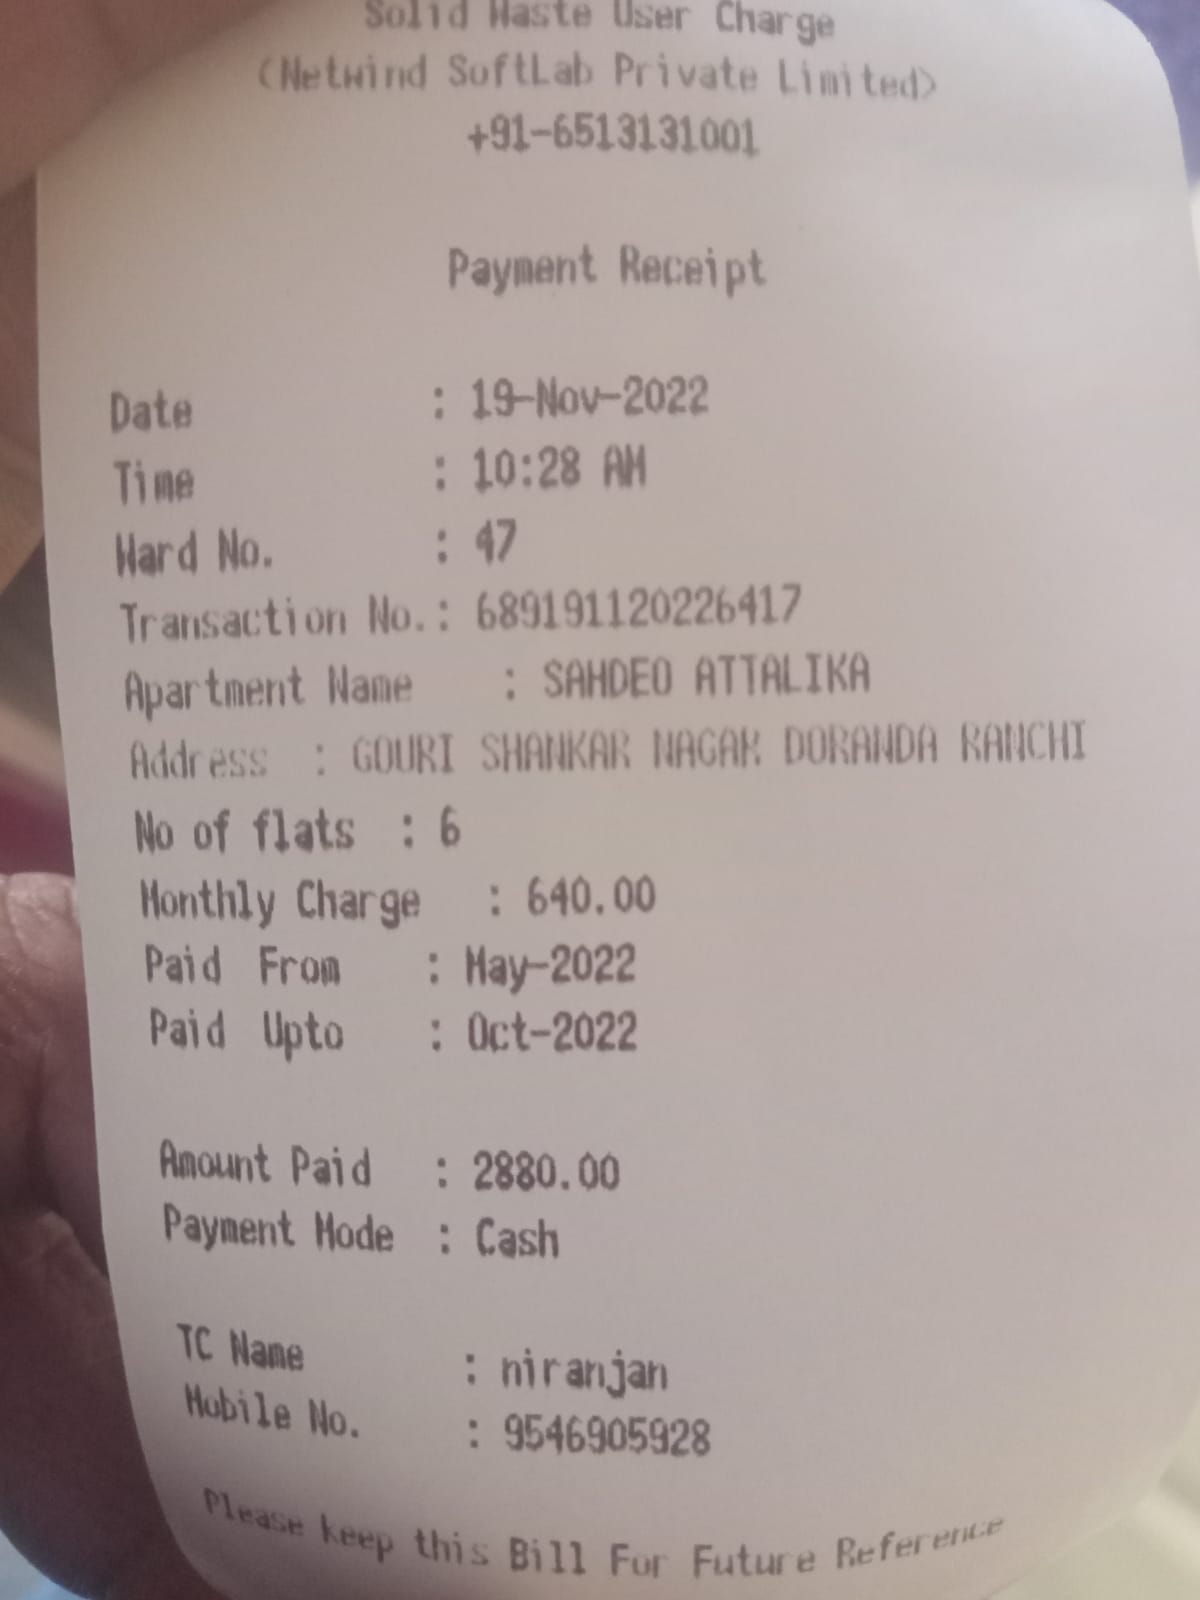 Solid Waste User Charge
(Netwind SoftLab Private Limited)
+91-6513131001
Payment Receipt
Date : 19-Nov-2022
Time : 10:28 AM
Ward No. : 47
Transaction No.: 689191120226417
Apartment Name : SAHDEO ATTALIKA
Address : GOURI SHANKAR NAGAR DORANDA RANCHI
No of flats : 6
Monthly Charge : 640.00
Paid From : May-2022
Paid Upto : Oct-2022
Amount Paid : 2880.00
Payment Mode : Cash
TC Name : niranjan
Mobile No. : 9546905928
Please keep this Bill For Future Reference